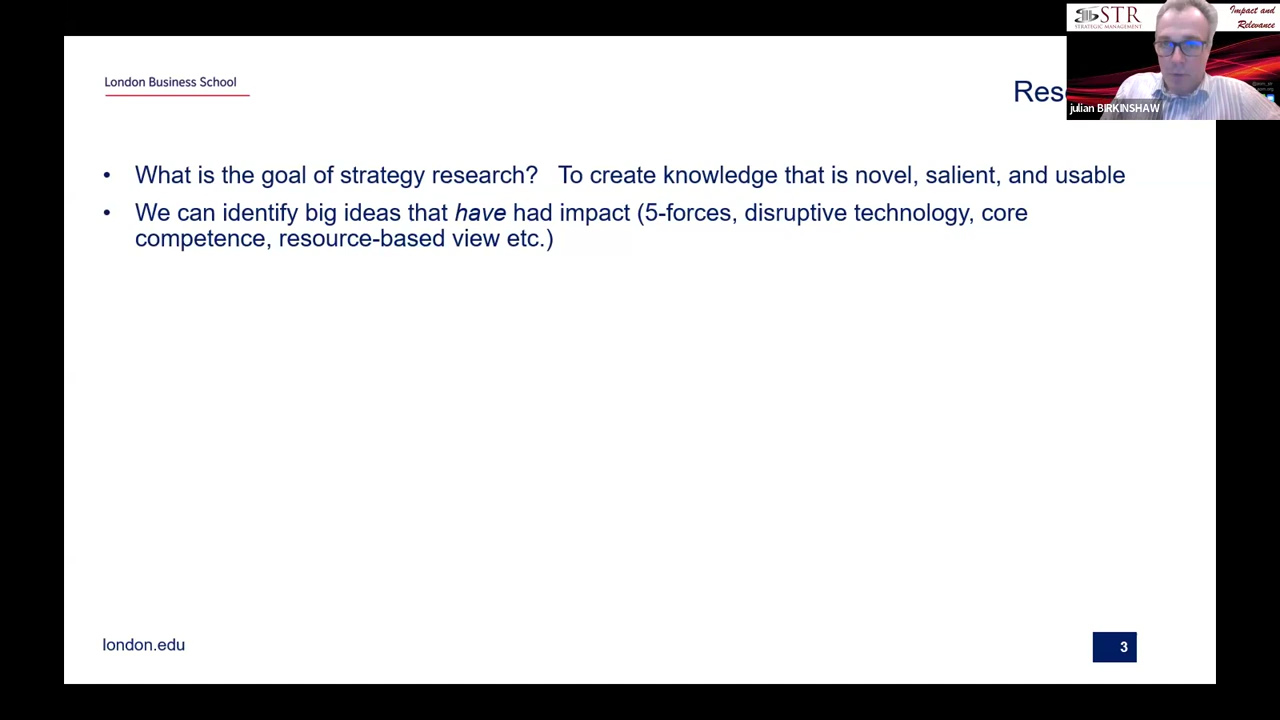 STR
STRATEGIC MANAGEMENT
Impact and
Relevance
julian BIRKINSHAW
London Business School
• What is the goal of strategy research? To create knowledge that is novel, salient, and usable
• We can identify big ideas that have had impact (5-forces, disruptive technology, core
competence, resource-based view etc.)
london.edu
3